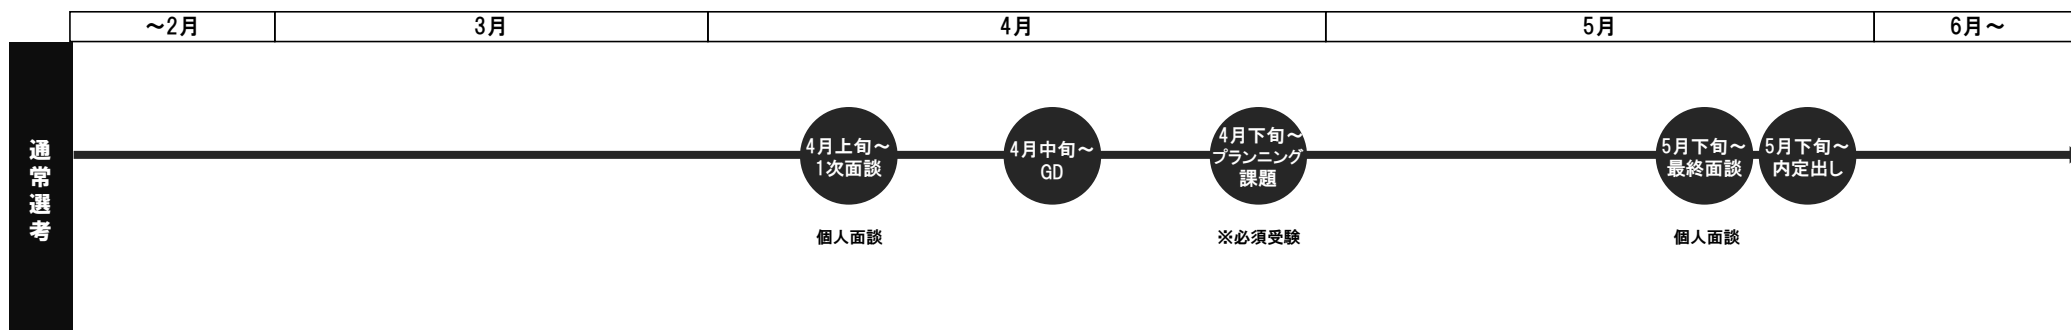 ~2月
3月
4月
5月
6月~
通常選考
4月上旬~
1次面談
4月中旬~
GD
4月下旬~
プランニング
課題
5月下旬~
最終面談
5月下旬~
内定出し
個人面談
※必須受験
個人面談